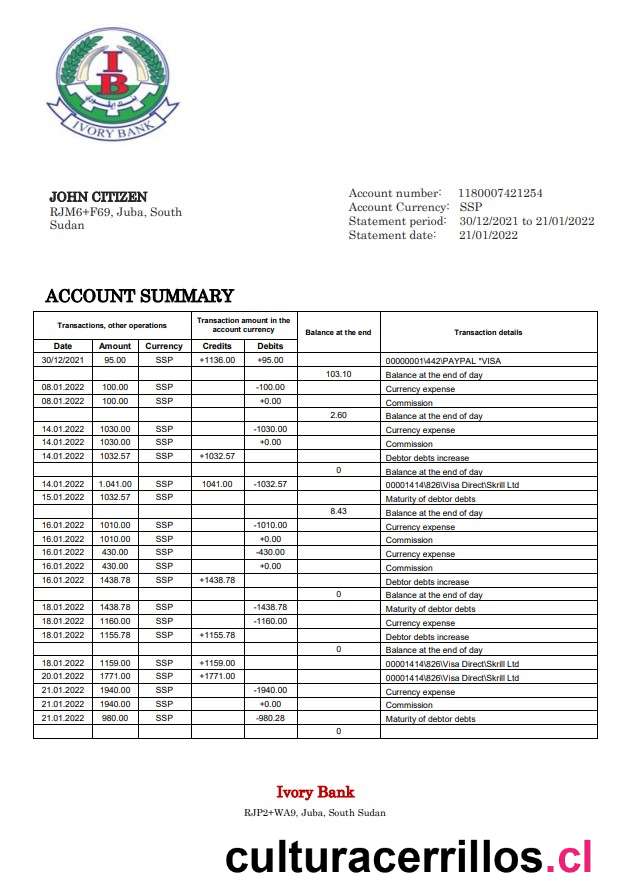 I
B
IVORY BANK
JOHN CITIZEN
RJM6+F69, Juba, South
Sudan
Account number: 1180007421254
Account Currency: SSP
Statement period: 30/12/2021 to 21/01/2022
Statement date: 21/01/2022
ACCOUNT SUMMARY
Transactions, other operations Transaction amount in the account currency Balance at the end Transaction details
Date Amount Currency Credits Debits
30/12/2021 95.00 SSP +1136.00 +95.00 00000001\442\PAYPAL *VISA
103.10 Balance at the end of day
08.01.2022 100.00 SSP -100.00 Currency expense
08.01.2022 100.00 SSP +0.00 Commission
2.60 Balance at the end of day
14.01.2022 1030.00 SSP -1030.00 Currency expense
14.01.2022 1030.00 SSP +0.00 Commission
14.01.2022 1032.57 SSP +1032.57 Debtor debts increase
0 Balance at the end of day
14.01.2022 1.041.00 SSP 1041.00 -1032.57 00001414\826\Visa Direct\Skrill Ltd
15.01.2022 1032.57 SSP Maturity of debtor debts
8.43 Balance at the end of day
16.01.2022 1010.00 SSP -1010.00 Currency expense
16.01.2022 1010.00 SSP +0.00 Commission
16.01.2022 430.00 SSP -430.00 Currency expense
16.01.2022 430.00 SSP +0.00 Commission
16.01.2022 1438.78 SSP +1438.78 Debtor debts increase
0 Balance at the end of day
18.01.2022 1438.78 SSP -1438.78 Maturity of debtor debts
18.01.2022 1160.00 SSP -1160.00 Currency expense
18.01.2022 1155.78 SSP +1155.78 Debtor debts increase
0 Balance at the end of day
18.01.2022 1159.00 SSP +1159.00 00001414\826\Visa Direct\Skrill Ltd
20.01.2022 1771.00 SSP +1771.00 00001414\826\Visa Direct\Skrill Ltd
21.01.2022 1940.00 SSP -1940.00 Currency expense
21.01.2022 1940.00 SSP +0.00 Commission
21.01.2022 980.00 SSP -980.28 Maturity of debtor debts
0
Ivory Bank
RJP2+WA9, Juba, South Sudan
culturacerrillos.cl